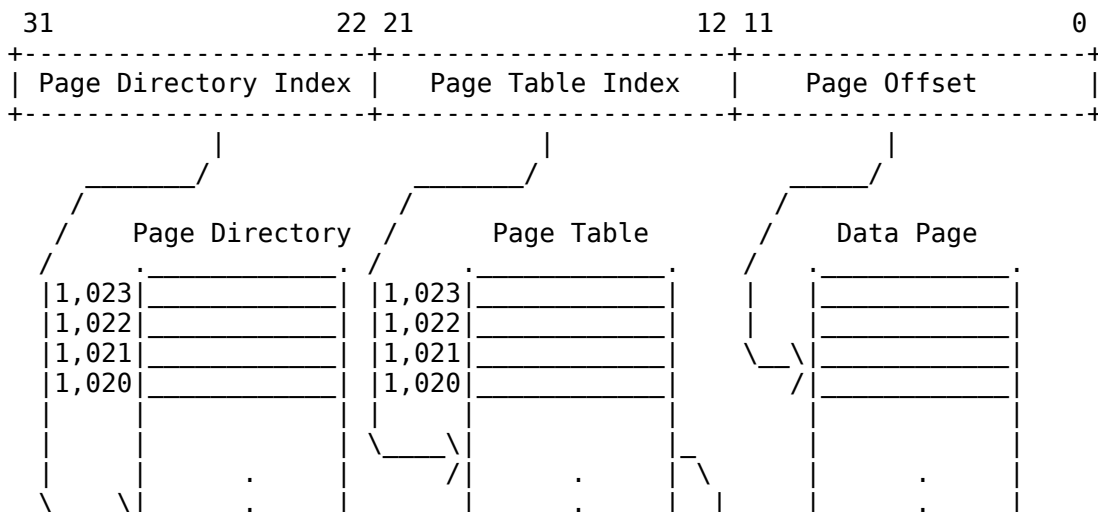 31 22 21 12 11 0
Page Directory Index Page Table Index Page Offset
Page Directory Page Table Data Page
1,023 1,023
1,022 1,022
1,021 1,021
1,020 1,020